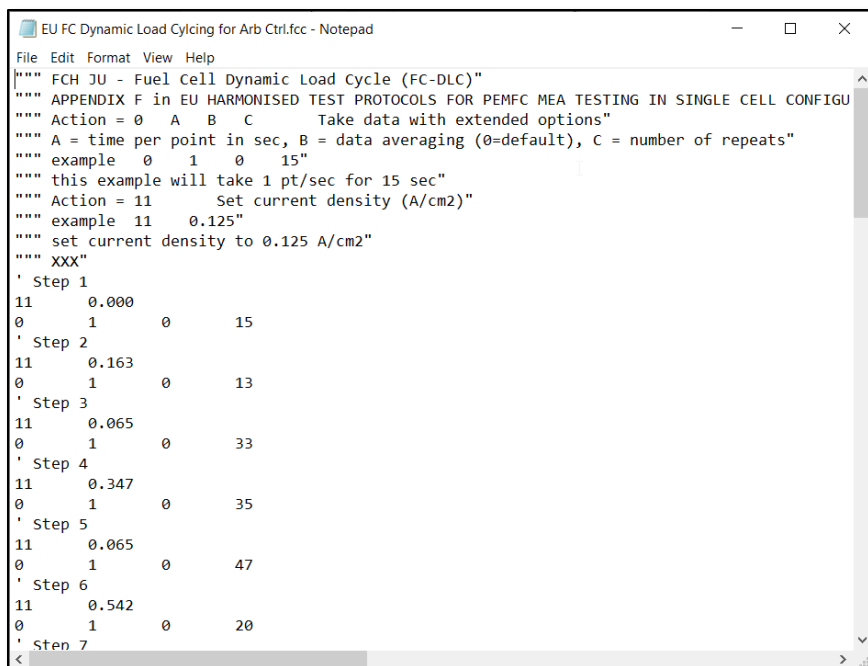 EU FC Dynamic Load Cylcing for Arb Ctrl.fcc - Notepad
File Edit Format View Help
""" FCH JU - Fuel Cell Dynamic Load Cycle (FC-DLC)"
""" APPENDIX F in EU HARMONISED TEST PROTOCOLS FOR PEMFC MEA TESTING IN SINGLE CELL CONFIGU
""" Action = 0 A B C Take data with extended options"
""" A = time per point in sec, B = data averaging (0=default), C = number of repeats"
""" example 0 1 0 15"
""" this example will take 1 pt/sec for 15 sec"
""" Action = 11 Set current density (A/cm2)"
""" example 11 0.125"
""" set current density to 0.125 A/cm2"
""" XXX"
' Step 1
11 0.000
0 1 0 15
' Step 2
11 0.163
0 1 0 13
' Step 3
11 0.065
0 1 0 33
' Step 4
11 0.347
0 1 0 35
' Step 5
11 0.065
0 1 0 47
' Step 6
11 0.542
0 1 0 20
' Step 7